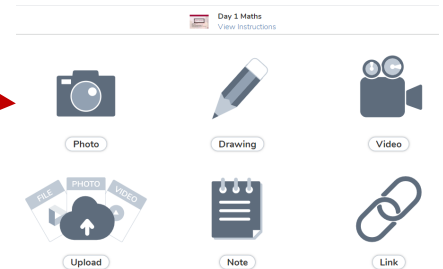 Day 1 Maths
View Instructions
Photo
Drawing
Video
FILE
PHOTO
VIDEO
Upload
Note
Link